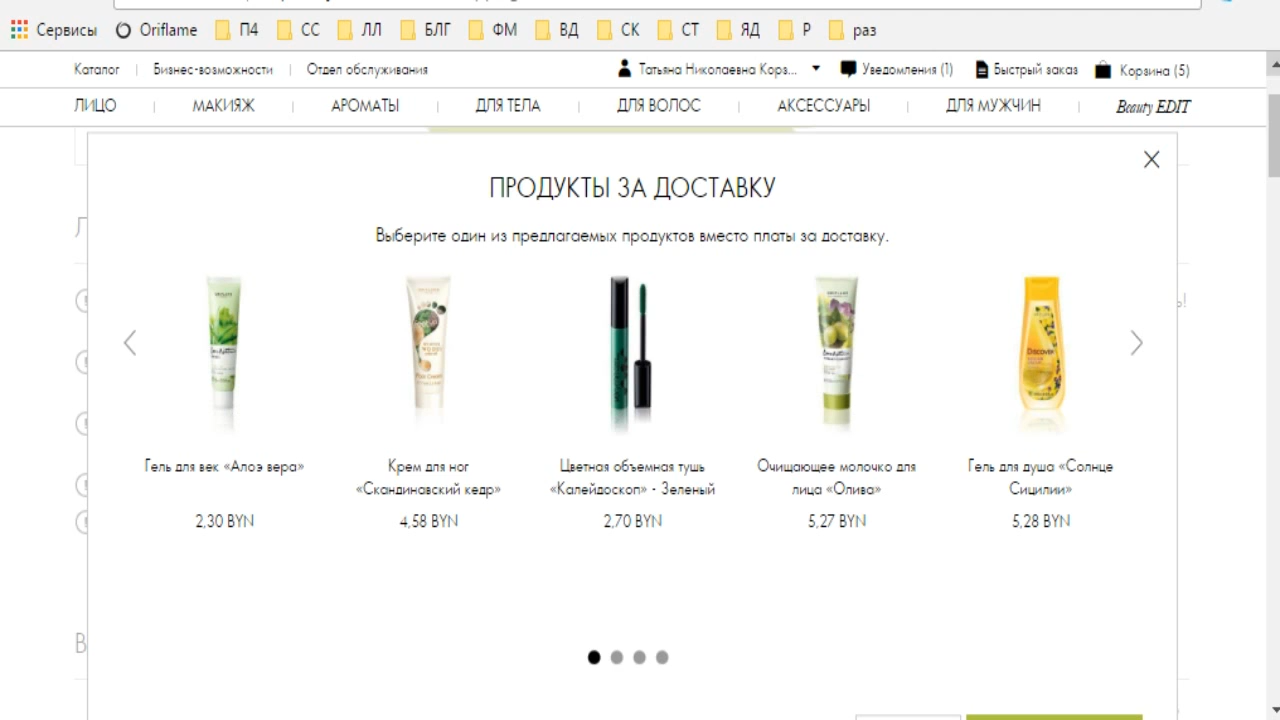 Сервисы Oriflame П4 СС ЛЛ БЛГ ФМ ВД СК СТ ЯД Р раз
Каталог Бизнес-возможности Отдел обслуживания Татьяна Николаевна Корз... Уведомления (1) Быстрый заказ Корзина (5)
ЛИЦО МАКИЯЖ АРОМАТЫ ДЛЯ ТЕЛА ДЛЯ ВОЛОС АКСЕССУАРЫ ДЛЯ МУЖЧИН Beauty EDIT
ПРОДУКТЫ ЗА ДОСТАВКУ
Выберите один из предлагаемых продуктов вместо платы за доставку.
DISCOVER
Гель для век «Алоэ вера»
2,30 BYN
Крем для ног
«Скандинавский кедр»
4,58 BYN
Цветная объемная тушь
«Калейдоскоп» - Зеленый
2,70 BYN
Очищающее молочко для
лица «Олива»
5,27 BYN
Гель для душа «Солнце
Сицилии»
5,28 BYN